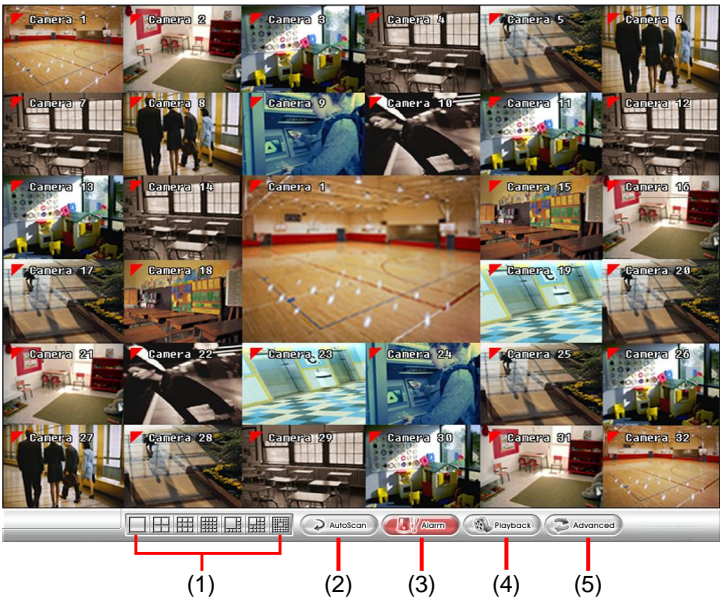 Camera 1 Camera 2 Camera 3 Camera 4 Camera 5 Camera 6
Camera 7 Camera 8 Camera 9 Camera 10 Camera 11 Camera 12
Camera 13 Camera 14 Camera 1 Camera 15 Camera 16
Camera 17 Camera 18 Camera 19 Camera 20
Camera 21 Camera 22 Camera 23 Camera 24 Camera 25 Camera 26
Camera 27 Camera 28 Camera 29 Camera 30 Camera 31 Camera 32
AutoScan Alarm Playback Advanced
(1) (2) (3) (4) (5)